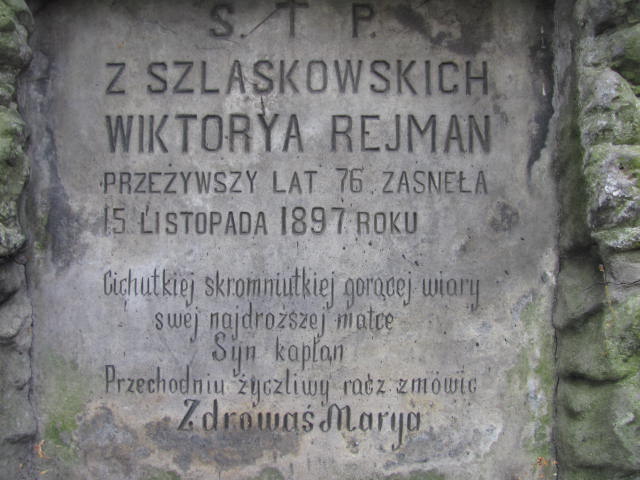 S. T P.
Z SZLASKOWSKICH
WIKTORYA REJMAN
PRZEŻYWSZY LAT 76 ZASNEŁA
15 LISTOPADA 1897 ROKU
Cichutkiej skromniutkiej gorącej wiary
swej najdroższej matce
Syn kapłan
Przechodniu życzliwy racz zmówić
Zdrowaś Marya